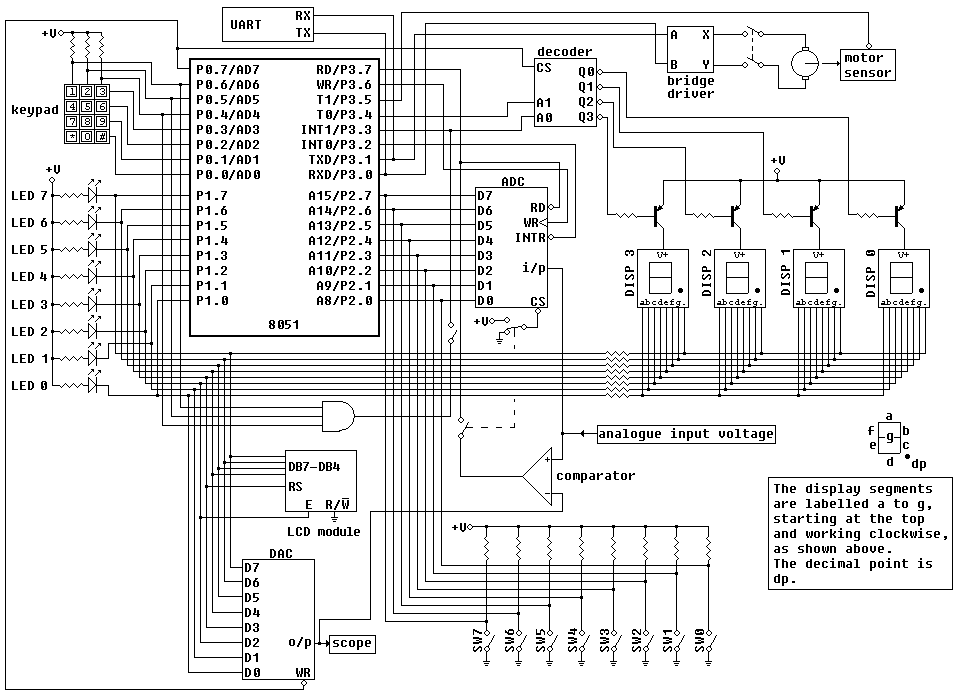 UART
RX
TX
+V
keypad
1 2 3
4 5 6
7 8 9
* 0 #
P0.7/AD7
P0.6/AD6
P0.5/AD5
P0.4/AD4
P0.3/AD3
P0.2/AD2
P0.1/AD1
P0.0/AD0
P1.7
P1.6
P1.5
P1.4
P1.3
P1.2
P1.1
P1.0
RD/P3.7
WR/P3.6
T1/P3.5
T0/P3.4
INT1/P3.3
INT0/P3.2
TXD/P3.1
RXD/P3.0
A15/P2.7
A14/P2.6
A13/P2.5
A12/P2.4
A11/P2.3
A10/P2.2
A9/P2.1
A8/P2.0
8051
+V
LED 7
LED 6
LED 5
LED 4
LED 3
LED 2
LED 1
LED 0
decoder
CS
A1
A0
Q0
Q1
Q2
Q3
A X
B Y
bridge
driver
motor
sensor
ADC
D7
D6
D5
D4
D3
D2
D1
D0
RD
WR
INTR
i/p
CS
+V
+V
DISP 3
V+
abcdefg.
DISP 2
V+
abcdefg.
DISP 1
V+
abcdefg.
DISP 0
V+
abcdefg.
analogue input voltage
+
-
comparator
DB7-DB4
RS
E R/W̅
LCD module
DAC
D7
D6
D5
D4
D3
D2
D1
D0
o/p
WR
scope
+V
SW7
SW6
SW5
SW4
SW3
SW2
SW1
SW0
a
f g b
e c
d dp
The display segments
are labelled a to g,
starting at the top
and working clockwise,
as shown above.
The decimal point is
dp.